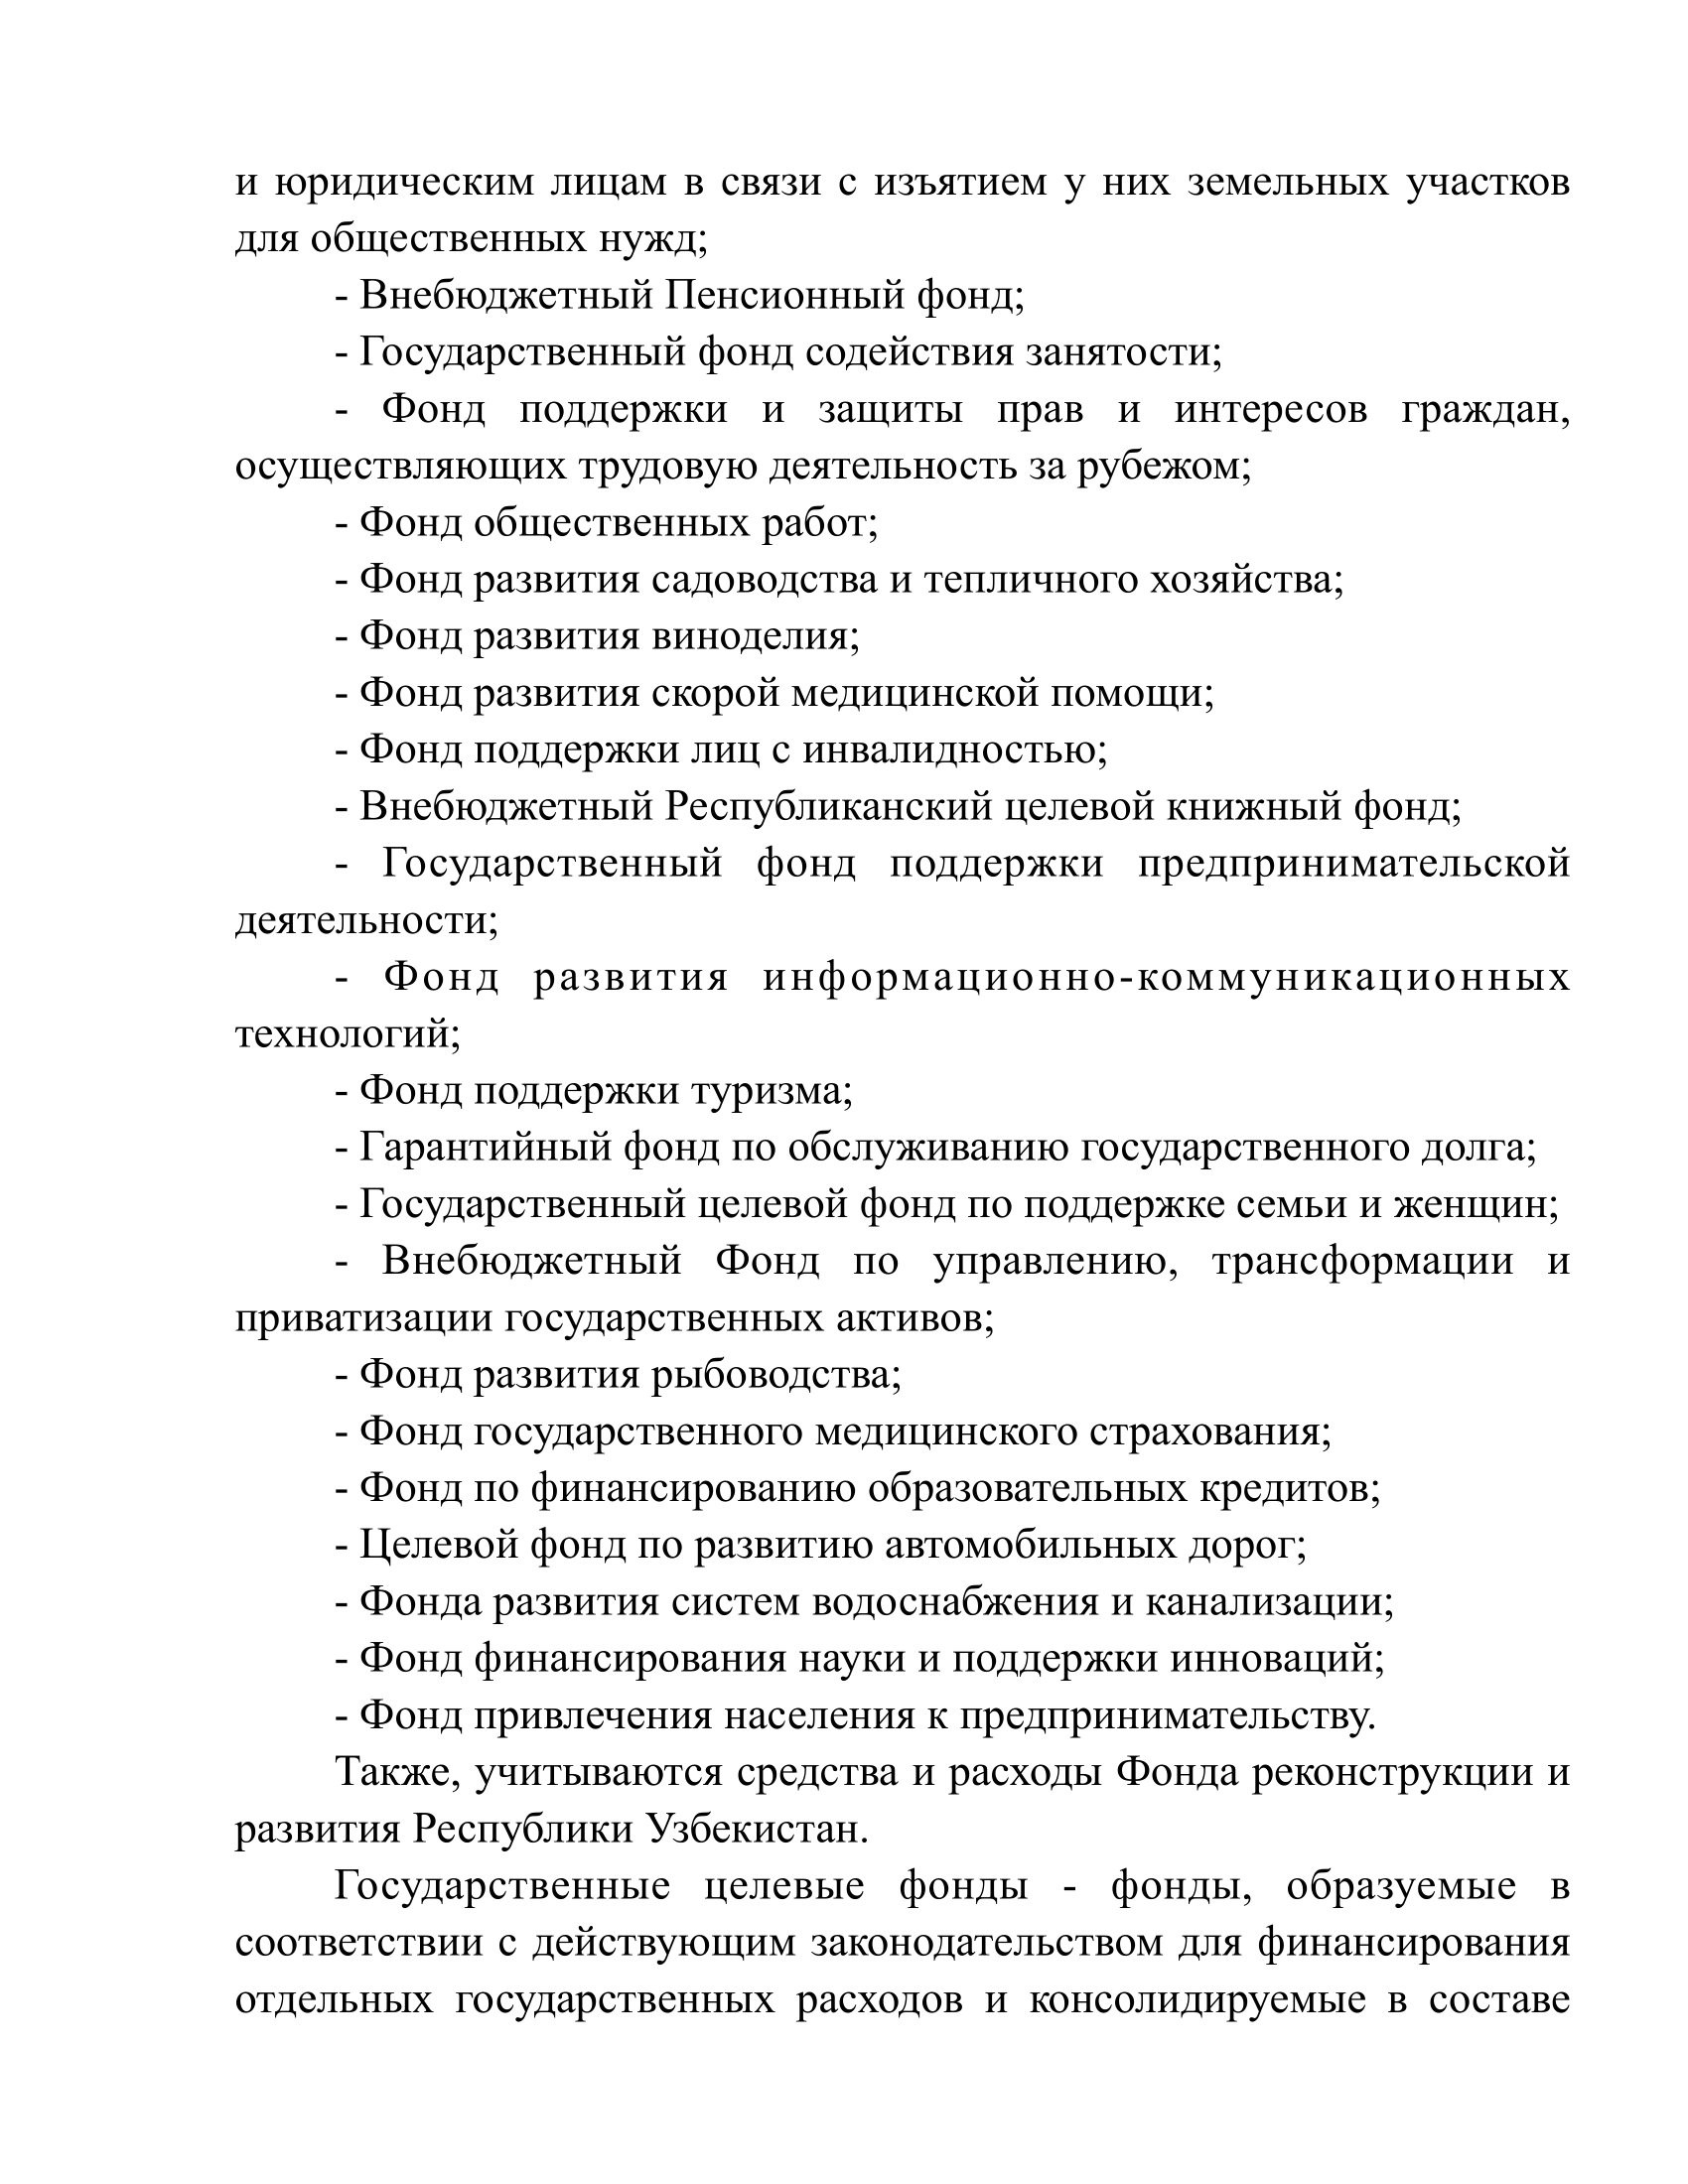 и юридическим лицам в связи с изъятием у них земельных участков
для общественных нужд;
- Внебюджетный Пенсионный фонд;
- Государственный фонд содействия занятости;
- Фонд поддержки и защиты прав и интересов граждан,
осуществляющих трудовую деятельность за рубежом;
- Фонд общественных работ;
- Фонд развития садоводства и тепличного хозяйства;
- Фонд развития виноделия;
- Фонд развития скорой медицинской помощи;
- Фонд поддержки лиц с инвалидностью;
- Внебюджетный Республиканский целевой книжный фонд;
- Государственный фонд поддержки предпринимательской
деятельности;
- Фонд развития информационно-коммуникационных
технологий;
- Фонд поддержки туризма;
- Гарантийный фонд по обслуживанию государственного долга;
- Государственный целевой фонд по поддержке семьи и женщин;
- Внебюджетный Фонд по управлению, трансформации и
приватизации государственных активов;
- Фонд развития рыбоводства;
- Фонд государственного медицинского страхования;
- Фонд по финансированию образовательных кредитов;
- Целевой фонд по развитию автомобильных дорог;
- Фонда развития систем водоснабжения и канализации;
- Фонд финансирования науки и поддержки инноваций;
- Фонд привлечения населения к предпринимательству.
Также, учитываются средства и расходы Фонда реконструкции и
развития Республики Узбекистан.
Государственные целевые фонды - фонды, образуемые в
соответствии с действующим законодательством для финансирования
отдельных государственных расходов и консолидируемые в составе